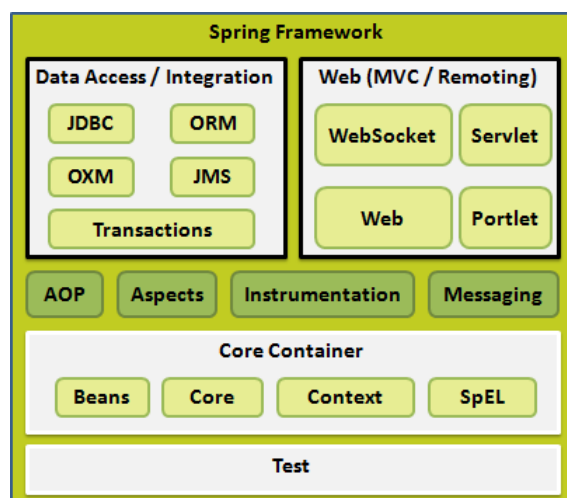 Spring Framework
Data Access / Integration
JDBC
ORM
OXM
JMS
Transactions
Web (MVC / Remoting)
WebSocket
Servlet
Web
Portlet
AOP
Aspects
Instrumentation
Messaging
Core Container
Beans
Core
Context
SpEL
Test